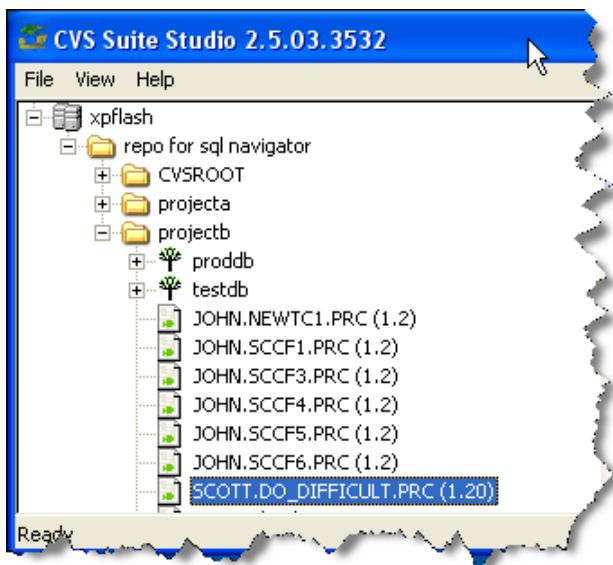 CVS Suite Studio 2.5.03.3532
File View Help
xpflash
repo for sql navigator
CVSROOT
projecta
projectb
proddb
testdb
JOHN.NEWTC1.PRC (1.2)
JOHN.SCCF1.PRC (1.2)
JOHN.SCCF3.PRC (1.2)
JOHN.SCCF4.PRC (1.2)
JOHN.SCCF5.PRC (1.2)
JOHN.SCCF6.PRC (1.2)
SCOTT.DO_DIFFICULT.PRC (1.20)
Ready